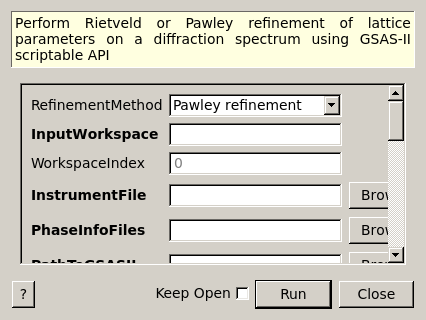 Perform Rietveld or Pawley refinement of lattice
parameters on a diffraction spectrum using GSAS-II
scriptable API
RefinementMethod Pawley refinement
InputWorkspace
WorkspaceIndex 0
InstrumentFile Brow
PhaseInfoFiles Brow
PathToGSASII
? Keep Open Run Close